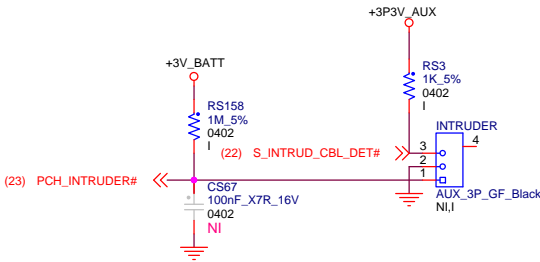 +3P3V_AUX
+3V_BATT
RS3
1K_5%
0402
I
RS158
1M_5%
0402
I
INTRUDER
4
(22) S_INTRUD_CBL_DET#
3
2
1
(23) PCH_INTRUDER#
CS67
100nF_X7R_16V
0402
NI
AUX_3P_GF_Black
NI,I